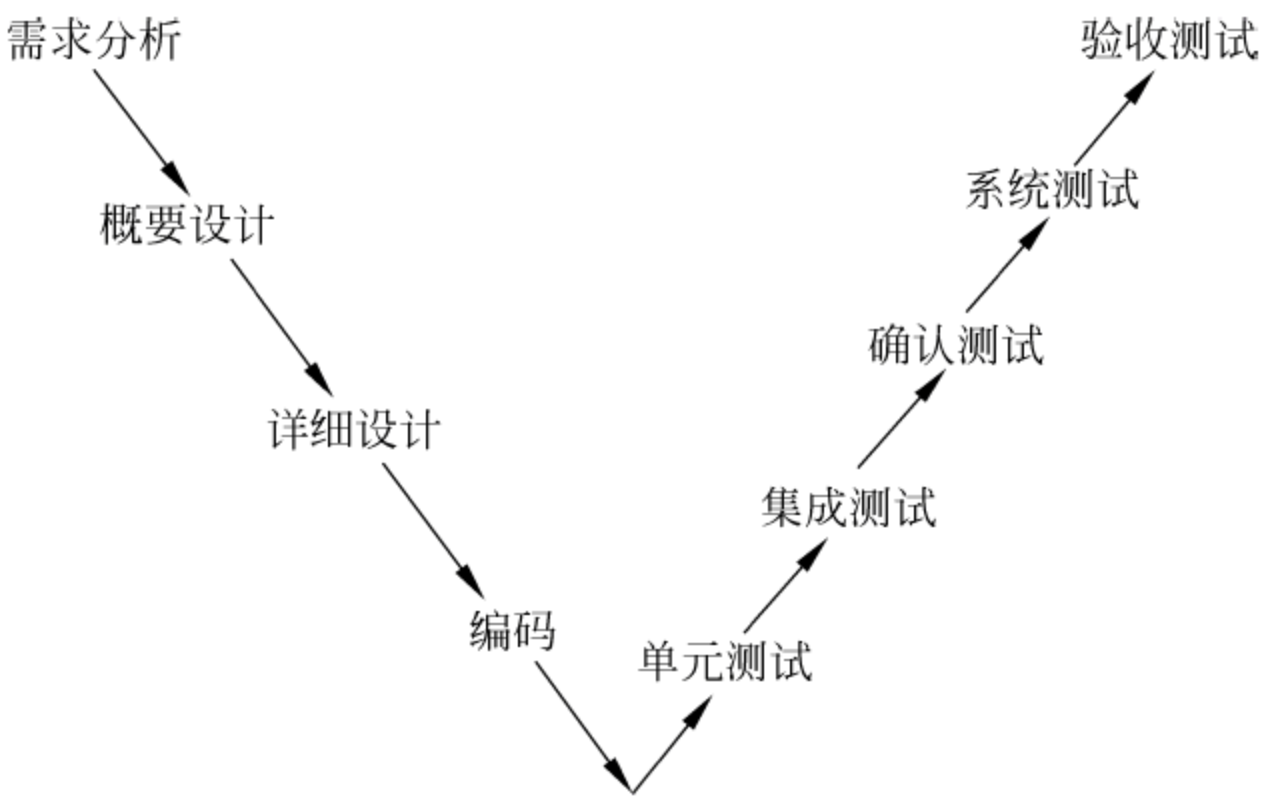 需求分析
概要设计
详细设计
编码
单元测试
集成测试
确认测试
系统测试
验收测试